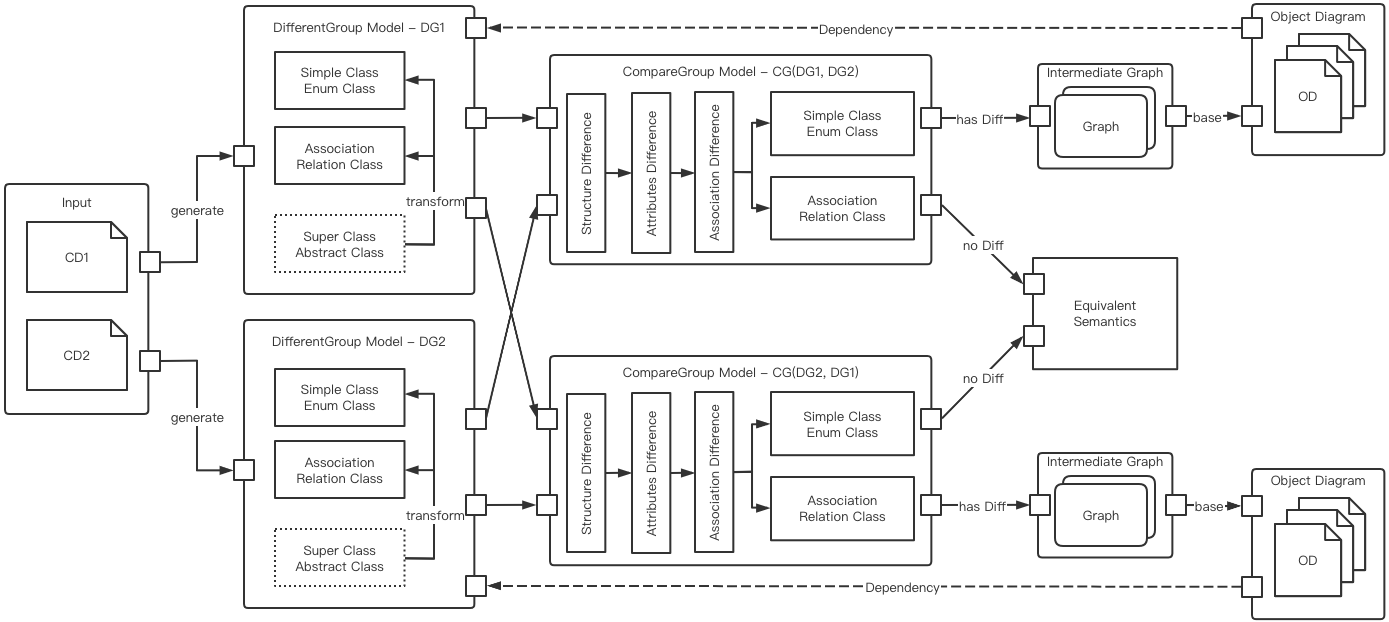 Input
CD1
CD2
generate
generate
DifferentGroup Model – DG1
Simple Class
Enum Class
Association
Relation Class
transform
Super Class
Abstract Class
DifferentGroup Model – DG2
Simple Class
Enum Class
Association
Relation Class
transform
Super Class
Abstract Class
Dependency
CompareGroup Model – CG(DG1, DG2)
Structure Difference
Attributes Difference
Association Difference
Simple Class
Enum Class
Association
Relation Class
CompareGroup Model – CG(DG2, DG1)
Structure Difference
Attributes Difference
Association Difference
Simple Class
Enum Class
Association
Relation Class
Dependency
has Diff
no Diff
no Diff
has Diff
Intermediate Graph
Graph
Equivalent
Semantics
Intermediate Graph
Graph
base
base
Object Diagram
OD
Object Diagram
OD